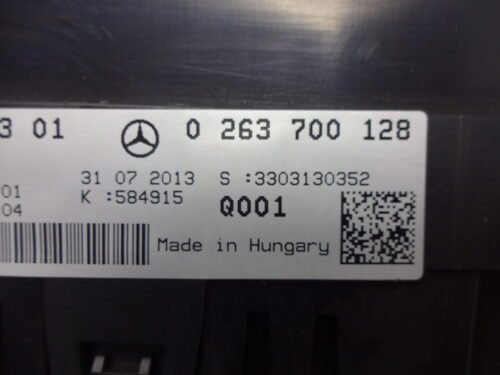 3 01 0 263 700 128
31 07 2013 S :3303130352
01 K :584915 Q001
04
Made in Hungary